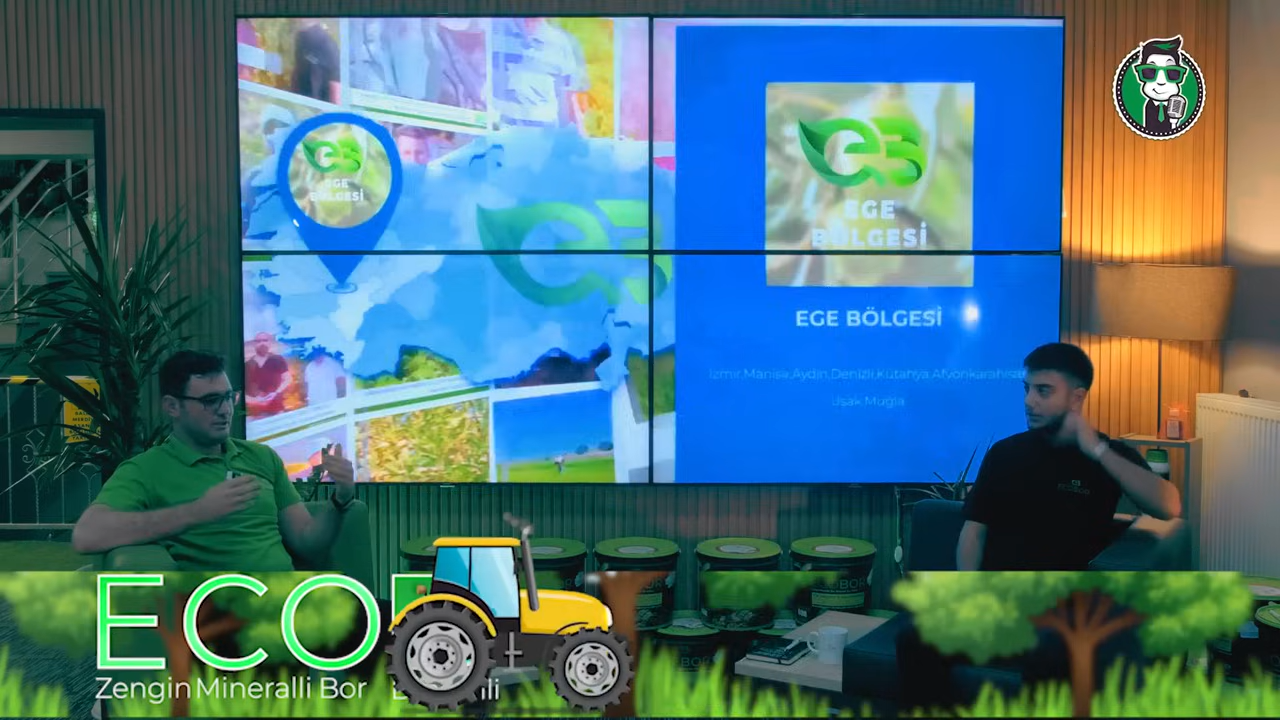 EGE
BÖLGESİ
EGE
BÖLGESİ
EGE BÖLGESİ
İzmir,Manisa,Aydın,Denizli,Kütahya,Afyonkarahisar
Uşak,Muğla
ECO
Zengin Mineralli Bor